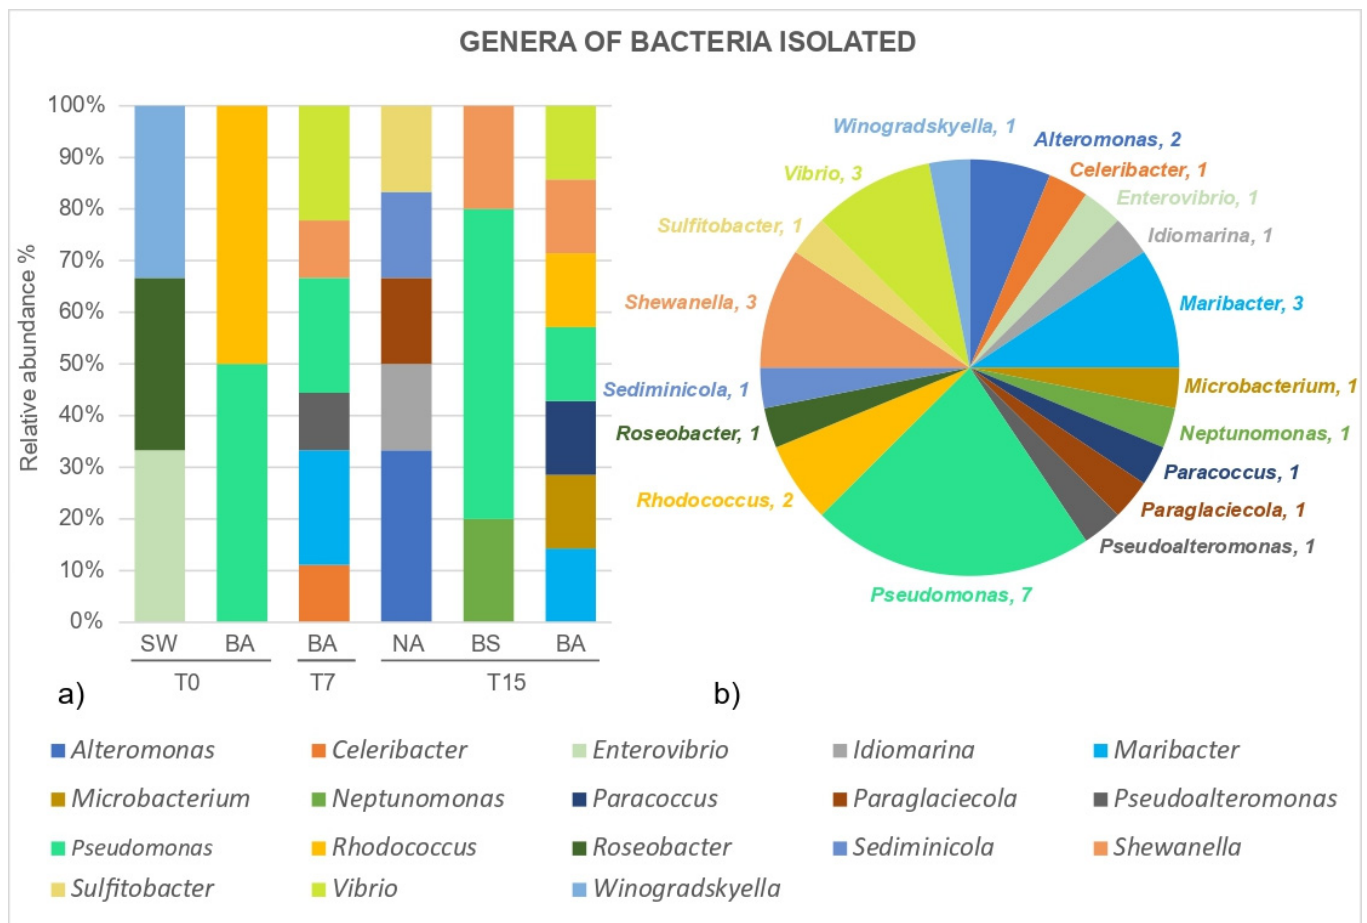 GENERA OF BACTERIA ISOLATED
Relative abundance %
100%
90%
80%
70%
60%
50%
40%
30%
20%
10%
0%
SW BA BA NA BS BA
T0 T7 T15
a)
Winogradskyella, 1
Alteromonas, 2
Celeribacter, 1
Enterovibrio, 1
Idiomarina, 1
Maribacter, 3
Microbacterium, 1
Neptunomonas, 1
Paracoccus, 1
Paraglaciecola, 1
Pseudoalteromonas, 1
Pseudomonas, 7
Rhodococcus, 2
Roseobacter, 1
Sediminicola, 1
Shewanella, 3
Sulfitobacter, 1
Vibrio, 3
b)
Alteromonas Celeribacter Enterovibrio Idiomarina Maribacter
Microbacterium Neptunomonas Paracoccus Paraglaciecola Pseudoalteromonas
Pseudomonas Rhodococcus Roseobacter Sediminicola Shewanella
Sulfitobacter Vibrio Winogradskyella